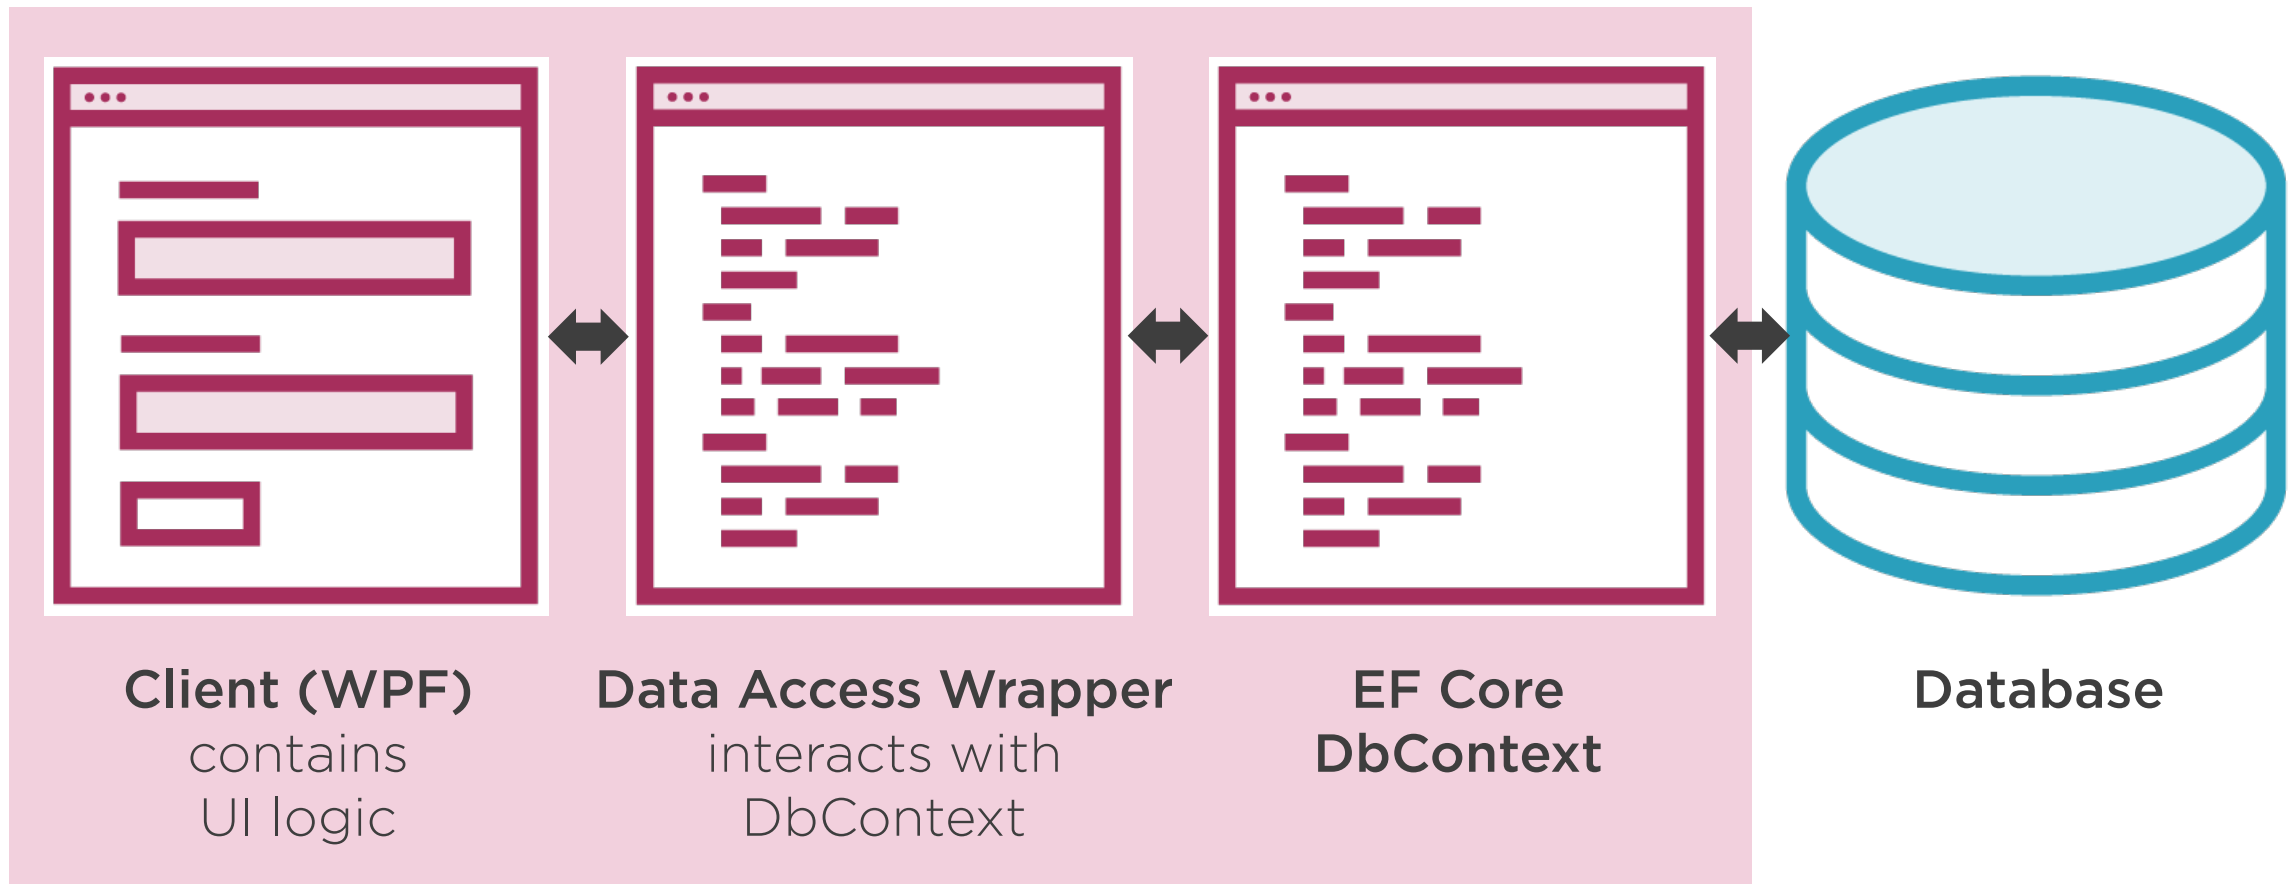 Client (WPF)
contains
UI logic
Data Access Wrapper
interacts with
DbContext
EF Core
DbContext
Database